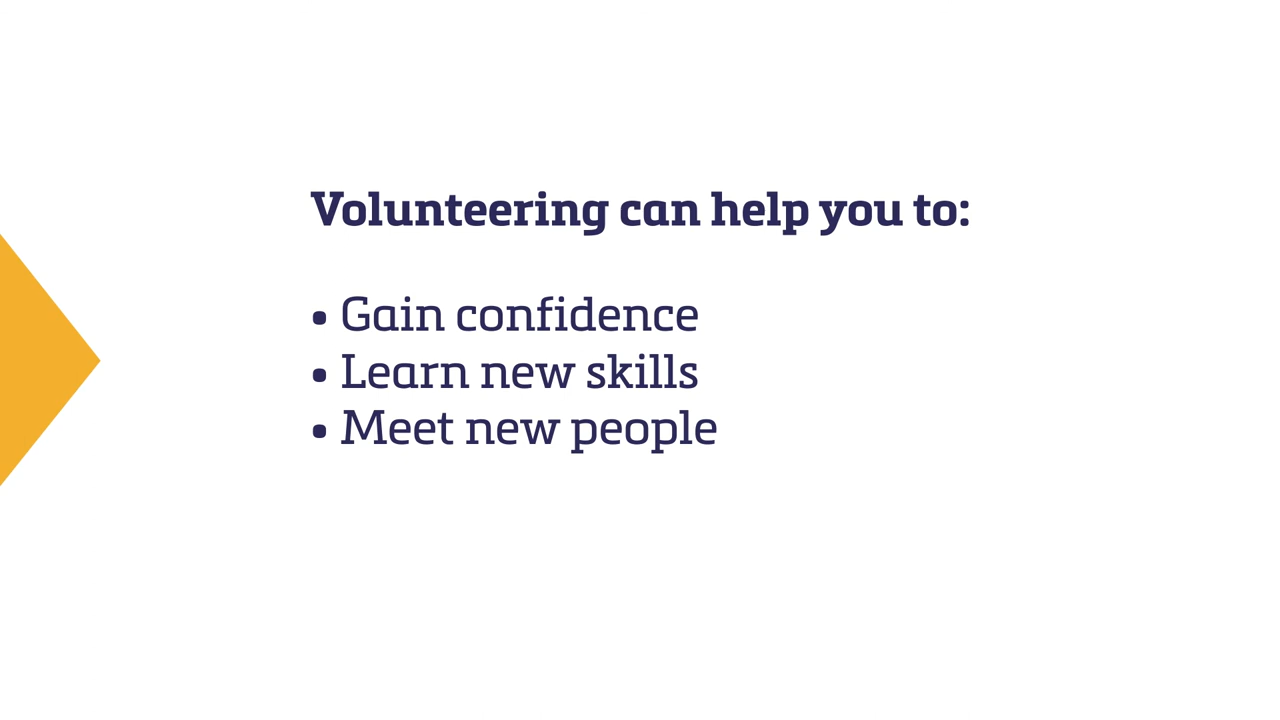 Volunteering can help you to:
• Gain confidence
• Learn new skills
• Meet new people